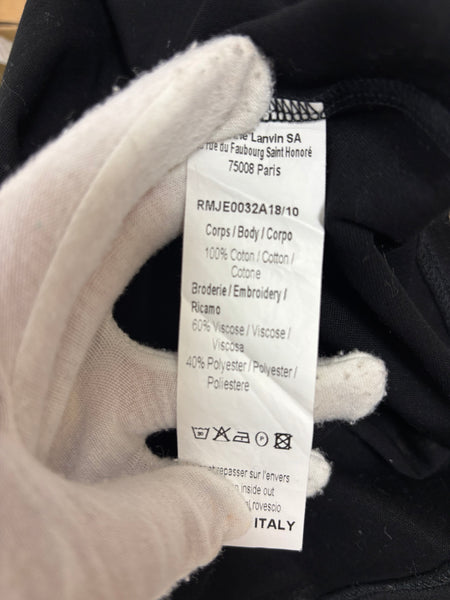 Lanvin SA
rue du Faubourg Saint Honoré
75008 Paris
RMJE0032A18/10
Corps / Body / Corpo
100% Coton / Cotton /
Cotone
Broderie / Embroidery /
Ricamo
60% Viscose / Viscose /
Viscosa
40% Polyester / Polyester /
Poliestere
P
et repasser sur l'envers
inside out
rovescio
ITALY